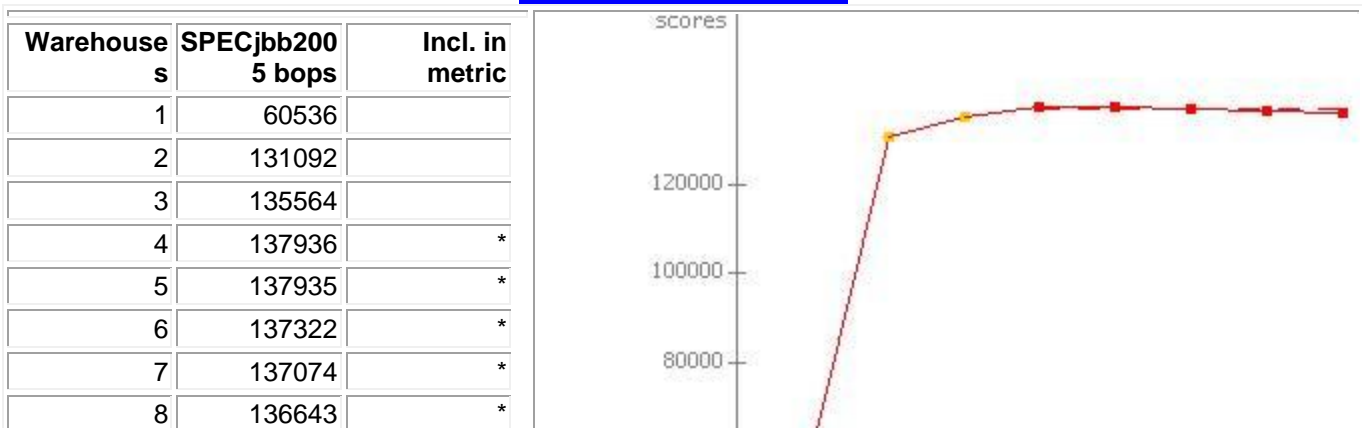 Warehouse SPECjbb200 Incl. in
s 5 bops metric
1 60536
2 131092
3 135564
4 137936 *
5 137935 *
6 137322 *
7 137074 *
8 136643 *
scores
120000
100000
80000